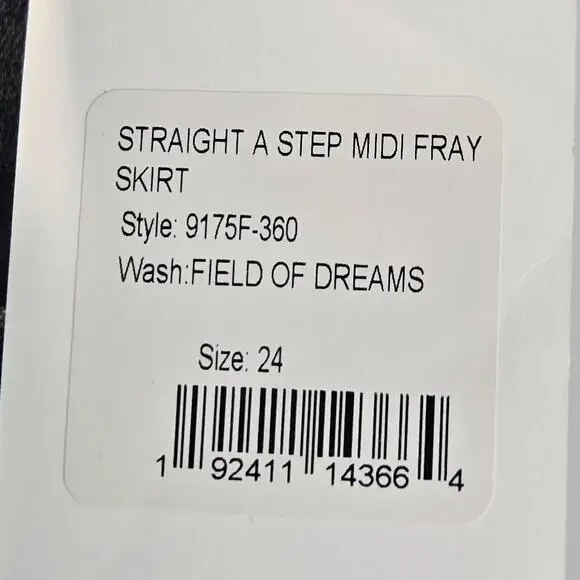 STRAIGHT A STEP MIDI FRAY
SKIRT
Style: 9175F-360
Wash:FIELD OF DREAMS
Size: 24
1 92411 14366 4